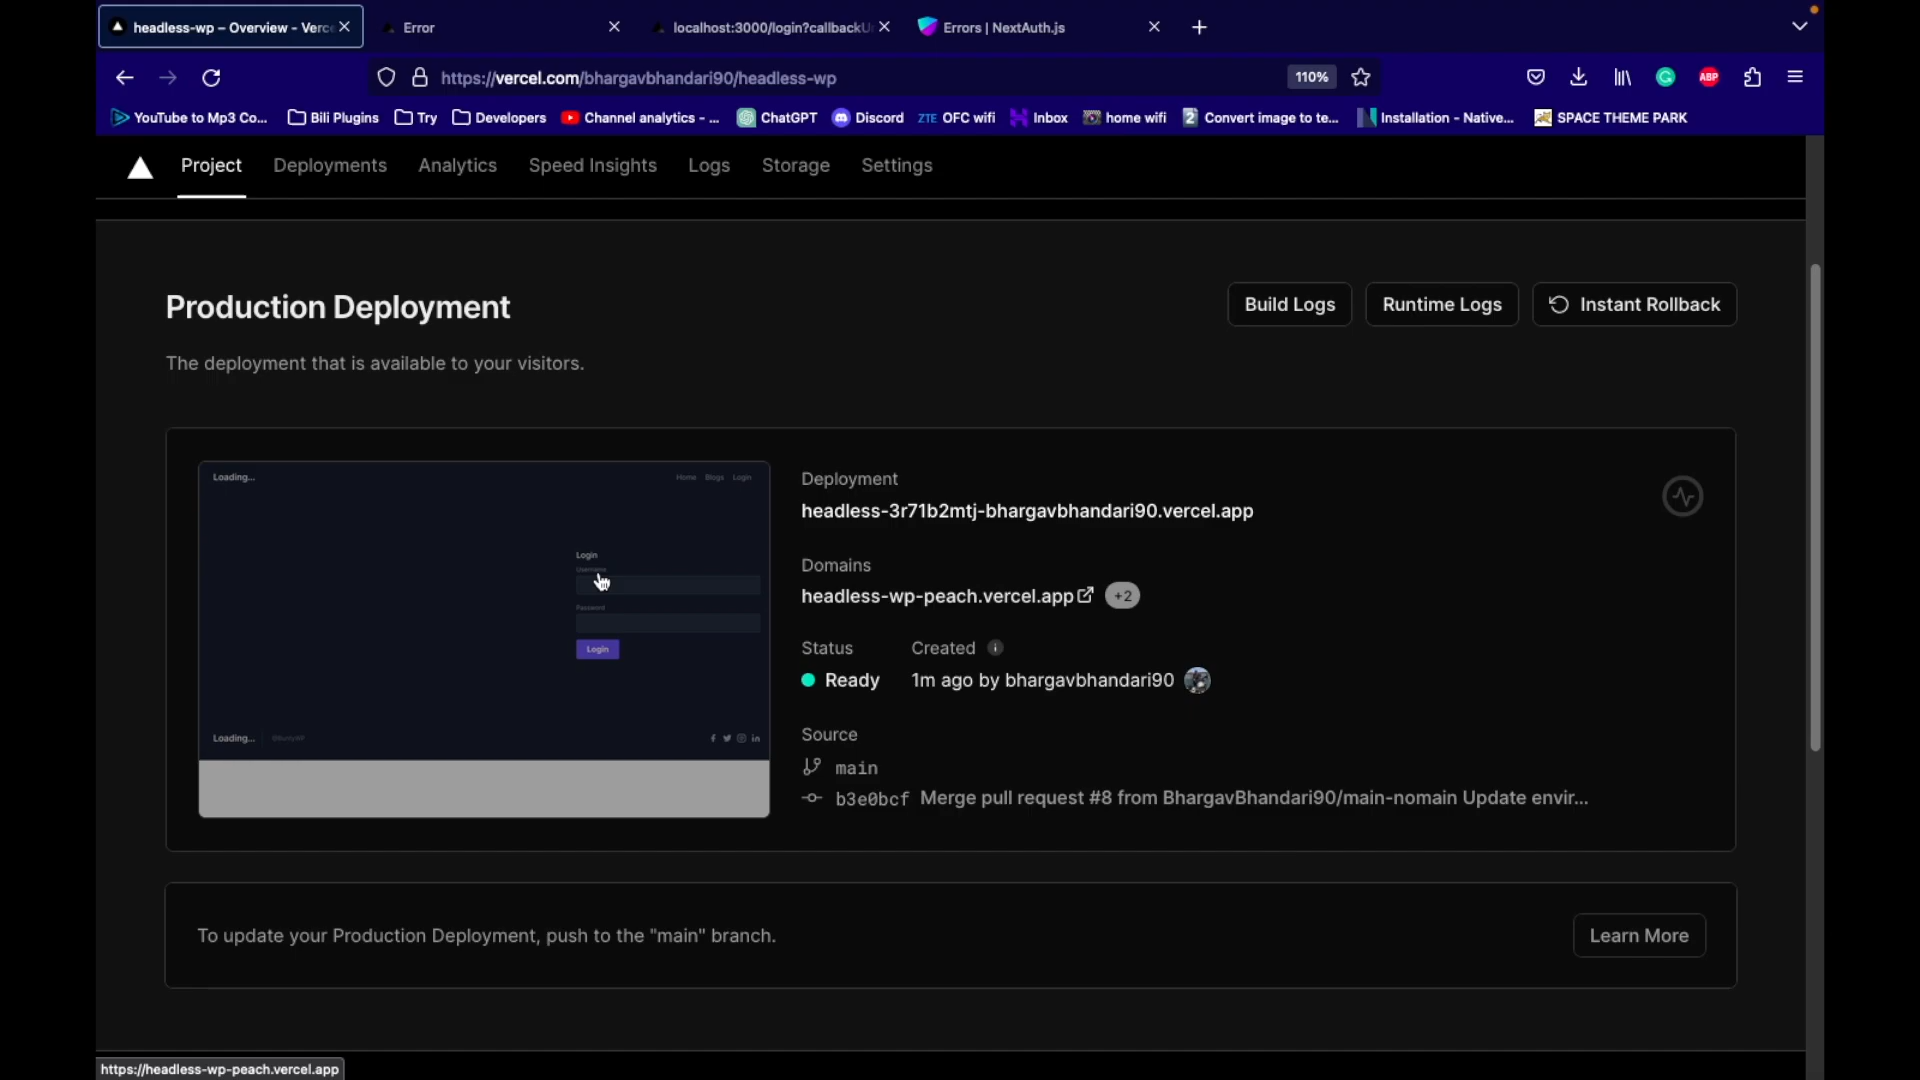 headless-wp – Overview - Verce
Error
localhost:3000/login?callbackU
Errors | NextAuth.js
https://vercel.com/bhargavbhandari90/headless-wp
110%
ABP
YouTube to Mp3 Co...
Bili Plugins
Try
Developers
Channel analytics - ...
ChatGPT
Discord
ZTE OFC wifi
Inbox
home wifi
Convert image to te...
Installation - Native...
SPACE THEME PARK
Project
Deployments
Analytics
Speed Insights
Logs
Storage
Settings
Production Deployment
Build Logs
Runtime Logs
Instant Rollback
The deployment that is available to your visitors.
Loading...
Home
Blogs
Login
Login
Username
Password
Login
Loading...
@BuntyWP
Deployment
headless-3r71b2mtj-bhargavbhandari90.vercel.app
Domains
headless-wp-peach.vercel.app
+2
Status
Created
Ready
1m ago by bhargavbhandari90
Source
main
b3e0bcf Merge pull request #8 from BhargavBhandari90/main-nomain Update envir...
To update your Production Deployment, push to the "main" branch.
Learn More
https://headless-wp-peach.vercel.app